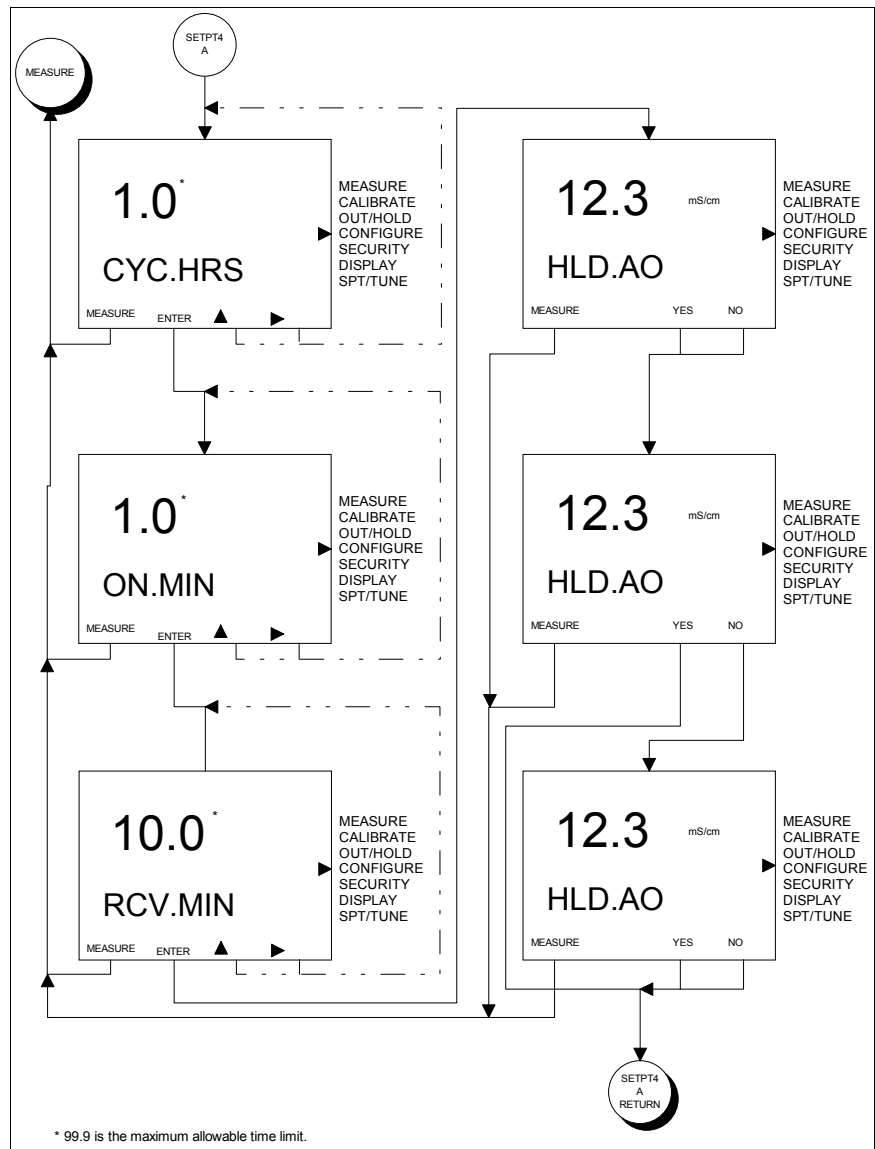 SETPT4
A
MEASURE
1.0*
CYC.HRS
MEASURE ENTER ▲ ▶
MEASURE
CALIBRATE
OUT/HOLD
CONFIGURE
SECURITY
DISPLAY
SPT/TUNE
1.0*
ON.MIN
MEASURE ENTER ▲ ▶
MEASURE
CALIBRATE
OUT/HOLD
CONFIGURE
SECURITY
DISPLAY
SPT/TUNE
10.0*
RCV.MIN
MEASURE ENTER ▲ ▶
MEASURE
CALIBRATE
OUT/HOLD
CONFIGURE
SECURITY
DISPLAY
SPT/TUNE
12.3 mS/cm
HLD.AO
MEASURE YES NO
MEASURE
CALIBRATE
OUT/HOLD
CONFIGURE
SECURITY
DISPLAY
SPT/TUNE
12.3 mS/cm
HLD.AO
MEASURE YES NO
MEASURE
CALIBRATE
OUT/HOLD
CONFIGURE
SECURITY
DISPLAY
SPT/TUNE
12.3 mS/cm
HLD.AO
MEASURE YES NO
MEASURE
CALIBRATE
OUT/HOLD
CONFIGURE
SECURITY
DISPLAY
SPT/TUNE
SETPT4
A
RETURN
* 99.9 is the maximum allowable time limit.